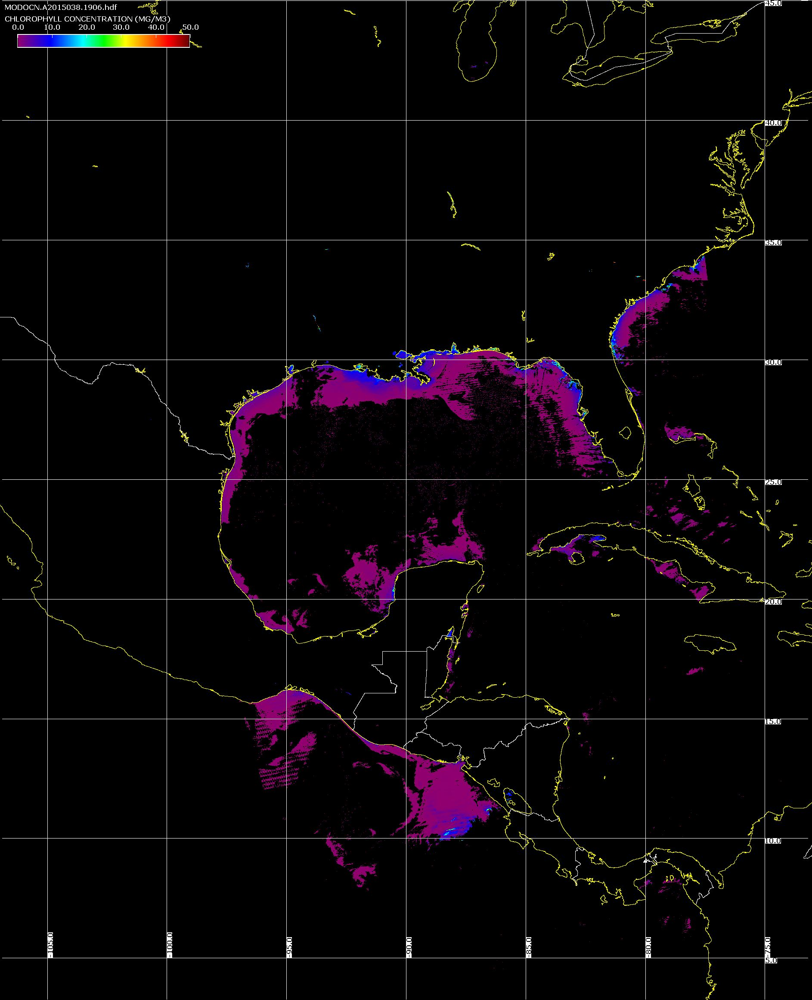 MODOCN.A2015038.1906.hdf
CHLOROPHYLL CONCENTRATION (MG/M3)
0.0 10.0 20.0 30.0 40.0 50.0
45.0
40.0
35.0
30.0
25.0
20.0
15.0
10.0
5.0
-105.0 -100.0 -95.0 -90.0 -85.0 -80.0 -75.0